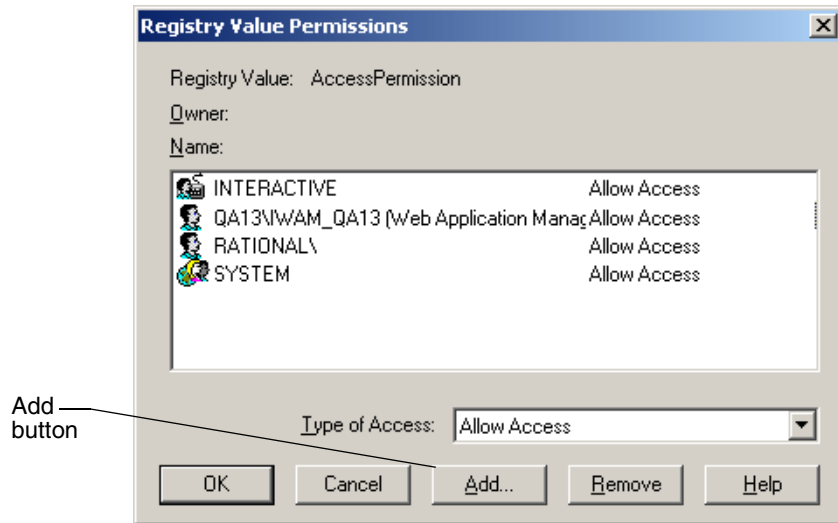 Registry Value Permissions
Registry Value: AccessPermission
Owner:
Name:
INTERACTIVE Allow Access
QA13\IWAM_QA13 (Web Application Manag Allow Access
RATIONAL\ Allow Access
SYSTEM Allow Access
Add
button
Type of Access: Allow Access
OK Cancel Add... Remove Help